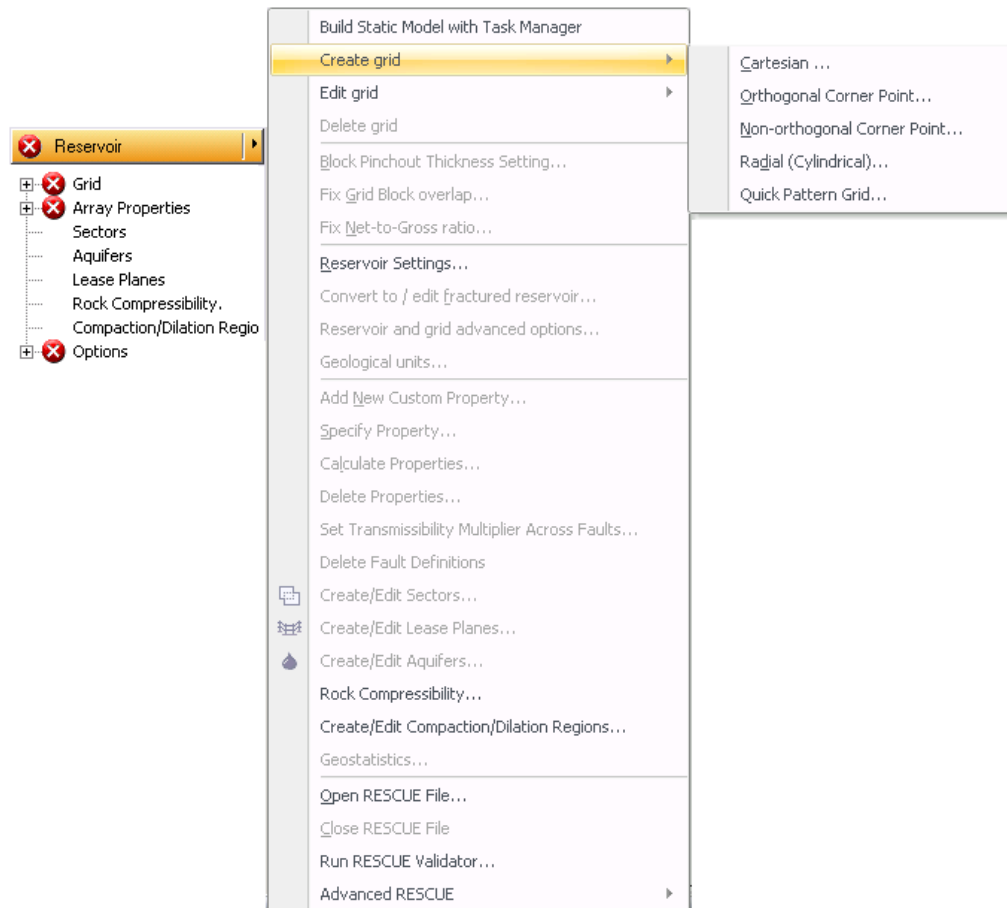 Reservoir
Grid
Array Properties
Sectors
Aquifers
Lease Planes
Rock Compressibility.
Compaction/Dilation Regio
Options
Build Static Model with Task Manager
Create grid
Edit grid
Delete grid
Block Pinchout Thickness Setting...
Fix Grid Block overlap...
Fix Net-to-Gross ratio...
Reservoir Settings...
Convert to / edit fractured reservoir...
Reservoir and grid advanced options...
Geological units...
Add New Custom Property...
Specify Property...
Calculate Properties...
Delete Properties...
Set Transmissibility Multiplier Across Faults...
Delete Fault Definitions
Create/Edit Sectors...
Create/Edit Lease Planes...
Create/Edit Aquifers...
Rock Compressibility...
Create/Edit Compaction/Dilation Regions...
Geostatistics...
Open RESCUE File...
Close RESCUE File
Run RESCUE Validator...
Advanced RESCUE
Cartesian ...
Orthogonal Corner Point...
Non-orthogonal Corner Point...
Radial (Cylindrical)...
Quick Pattern Grid...